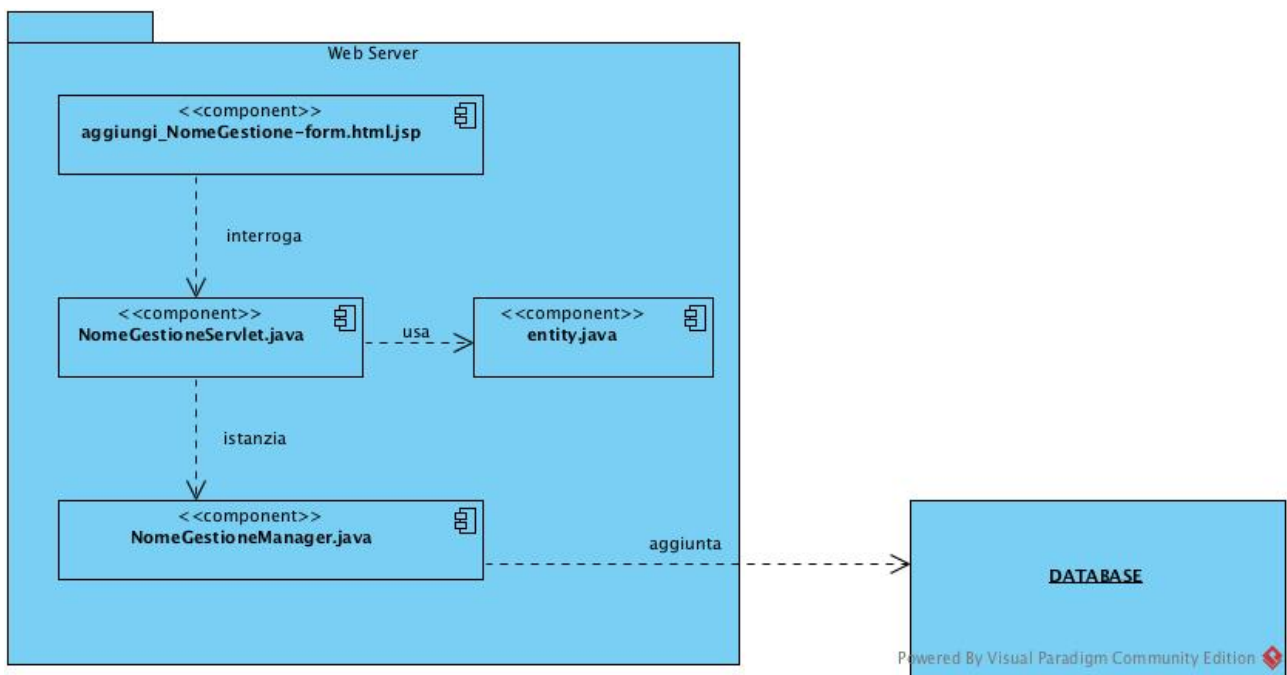 Web Server
<<component>>
aggiungi_NomeGestione-form.html.jsp
interroga
<<component>>
NomeGestioneServlet.java
usa
<<component>>
entity.java
istanzia
<<component>>
NomeGestioneManager.java
aggiunta
DATABASE
Powered By Visual Paradigm Community Edition